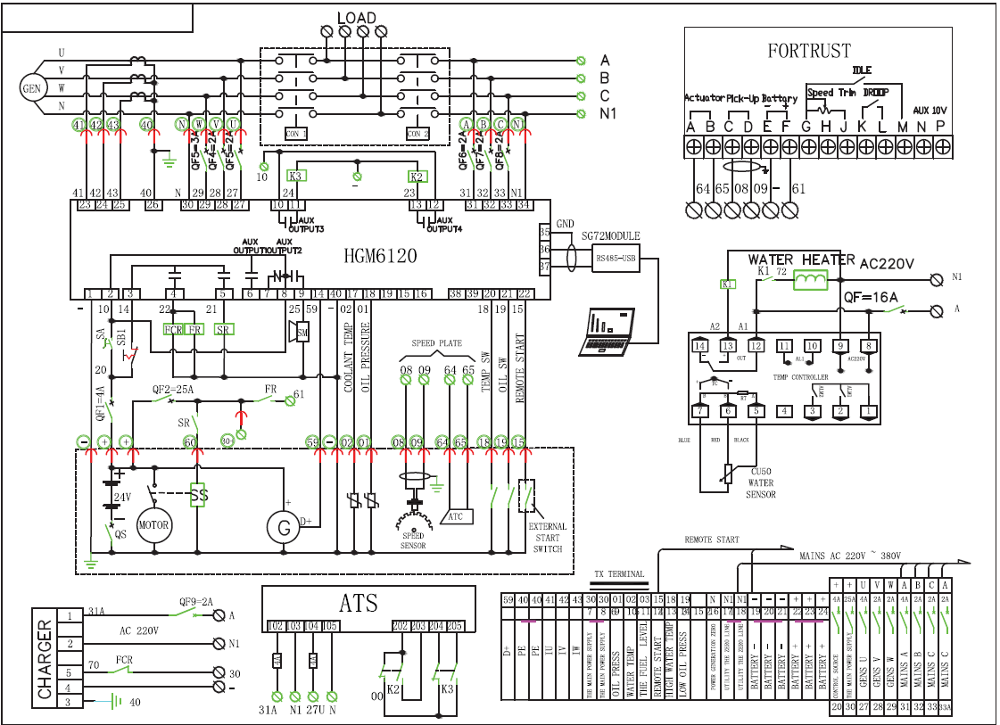 LOAD
U
V
W
N
GEN
A
B
C
N1
CON 1
CON 2
41 42 43 40 N W V U A B C N
QF5=3A QF4=2A QF5=2A
QF6=2A QF7=2A QF8=2A
10
K3
-
K2
41 42 43 40 N 29 28 27 24 23 31 32 33 N1
23 24 25 26 30 29 28 27 10 11 13 12 31 32 33 34
AUX OUTPUT3
AUX OUTPUT4
HGM6120
AUX OUTPUT1
AUX OUTPUT2
35
36
37
GND
SG72MODULE
RS485-USB
1 2 3 4 5 6 7 8 9 14 40 17 18 19 15 16 38 39 20 21 22
- 10 14 22 21 25 59 02 01 18 19 15
SA
SB1
FCR FR SR
SM
COOLANT TEMP
OIL PRESSURE
SPEED PLATE
08 09 64 65
TEMP SW
OIL SW
REMOTE START
20
QF1=4A
QF2=25A
FR
61
SR
- + + 60 30+ 59 - 02 01 08 09 64 65 18 19 15
+
24V
-
QS
MOTOR
SS
+
G
D+
SPEED SENSOR
ATC
EXTERNAL START SWITCH
FORTRUST
IDLE
Speed Trim DROOP
Actuator Pick-Up Battary
AUX 10V
A B C D E F G H J K L M N P
64 65 08 09 - 61
WATER HEATER
AC220V
K1
K1 72
N1
QF=16A
A
A2 A1
14 13 12 11 10 9 8
- +
OUT
AL1
AC220V
TEMP CONTROLLER
+ TC -
B B A
RT
7 6 5 4 3 2 1
BLUE RED BLACK
CU50 WATER SENSOR
CHARGER
1
2
5
4
3
31A
QF9=2A
A
AC 220V
N1
70
FCR
30
-
40
ATS
102 103 104 105 202 203 204 205
4A
4A
31A N1 27U N
00
K2
K3
REMOTE START
MAINS AC 220V ~ 380V
TX TERMINAL
59 40 40 41 42 43 30 30 01 02 03 15 18 19 N N1 N1 - - - + + +
7 8 9 10 11 12 13 14 15 16 17 18 19 20 21 22 23 24
D+
PE
PE
IU
IV
IW
THE MAIN POWER SUPPLY
THE MAIN POWER SUPPLY
OIL PRESS
WATER TEMP
THE FUEL LEVEL
REMOTE START
HIGH WATER TEMP
LOW OIL PRESS
POWER GENERATION ZERO
UTILITY THE ZERO LINE
UTILITY THE ZERO LINE
BATTERY -
BATTERY -
BATTERY -
BATTERY +
BATTERY +
BATTERY +
+ + U V W A B C A
4A 25A 4A 2A 2A 4A 2A 2A 2A
CONTROL SOURCE
THE MAIN POWER SUPPLY
GENS U
GENS V
GENS W
MAINS A
MAINS B
MAINS C
MAINS C
20 30 27 28 29 31 32 33 33A